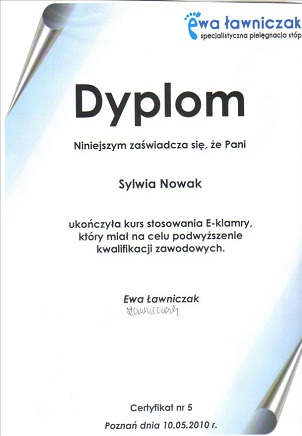 ewa ławniczak
specjalistyczna pielęgnacja stóp
Dyplom
Niniejszym zaświadcza się, że Pani
Sylwia Nowak
ukończyła kurs stosowania E-klamry,
który miał na celu podwyższenie
kwalifikacji zawodowych.
Ewa Ławniczak
Certyfikat nr 5
Poznań dnia 10.05.2010 r.